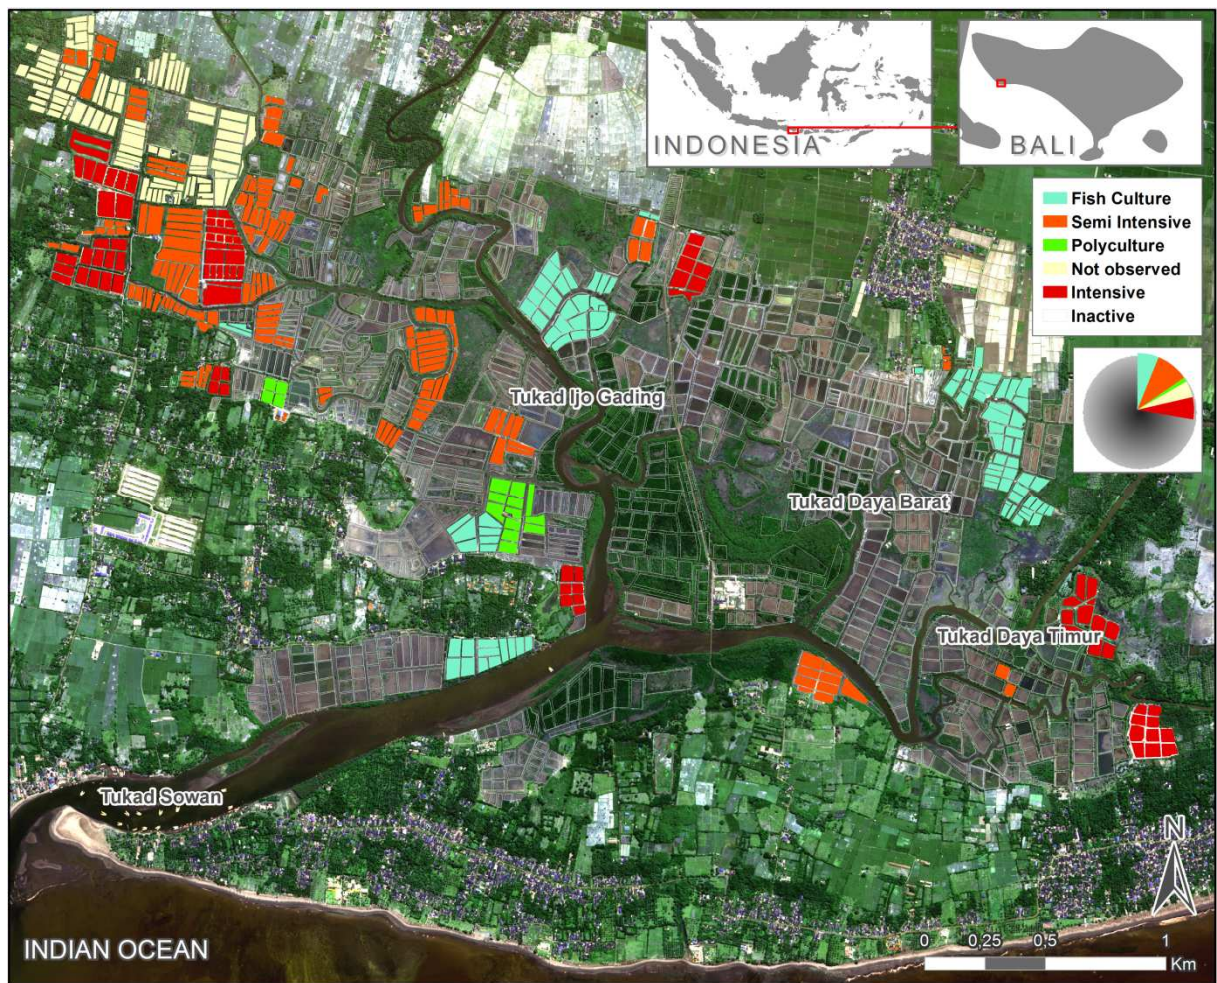 INDONESIA
BALI
Fish Culture
Semi Intensive
Polyculture
Not observed
Intensive
Inactive
Tukad Ijo Gading
Tukad Daya Barat
Tukad Daya Timur
Tukad Sowan
N
INDIAN OCEAN
0 0,25 0,5 1
Km